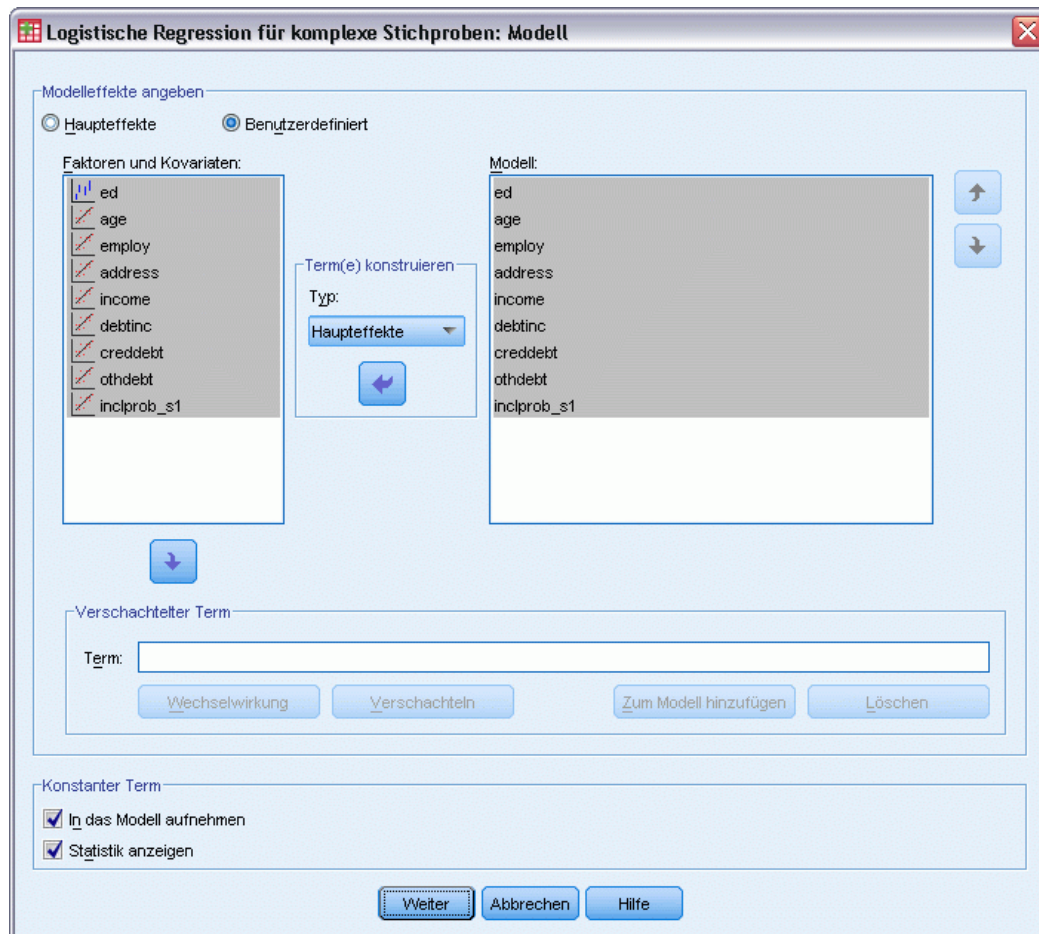 Logistische Regression für komplexe Stichproben: Modell
Modelleffekte angeben
Haupteffekte
Benutzerdefiniert
Faktoren und Kovariaten:
ed
age
employ
address
income
debtinc
creddebt
othdebt
inclprob_s1
Term(e) konstruieren
Typ:
Haupteffekte
Modell:
ed
age
employ
address
income
debtinc
creddebt
othdebt
inclprob_s1
Verschachtelter Term
Term:
Wechselwirkung
Verschachteln
Zum Modell hinzufügen
Löschen
Konstanter Term
In das Modell aufnehmen
Statistik anzeigen
Weiter
Abbrechen
Hilfe